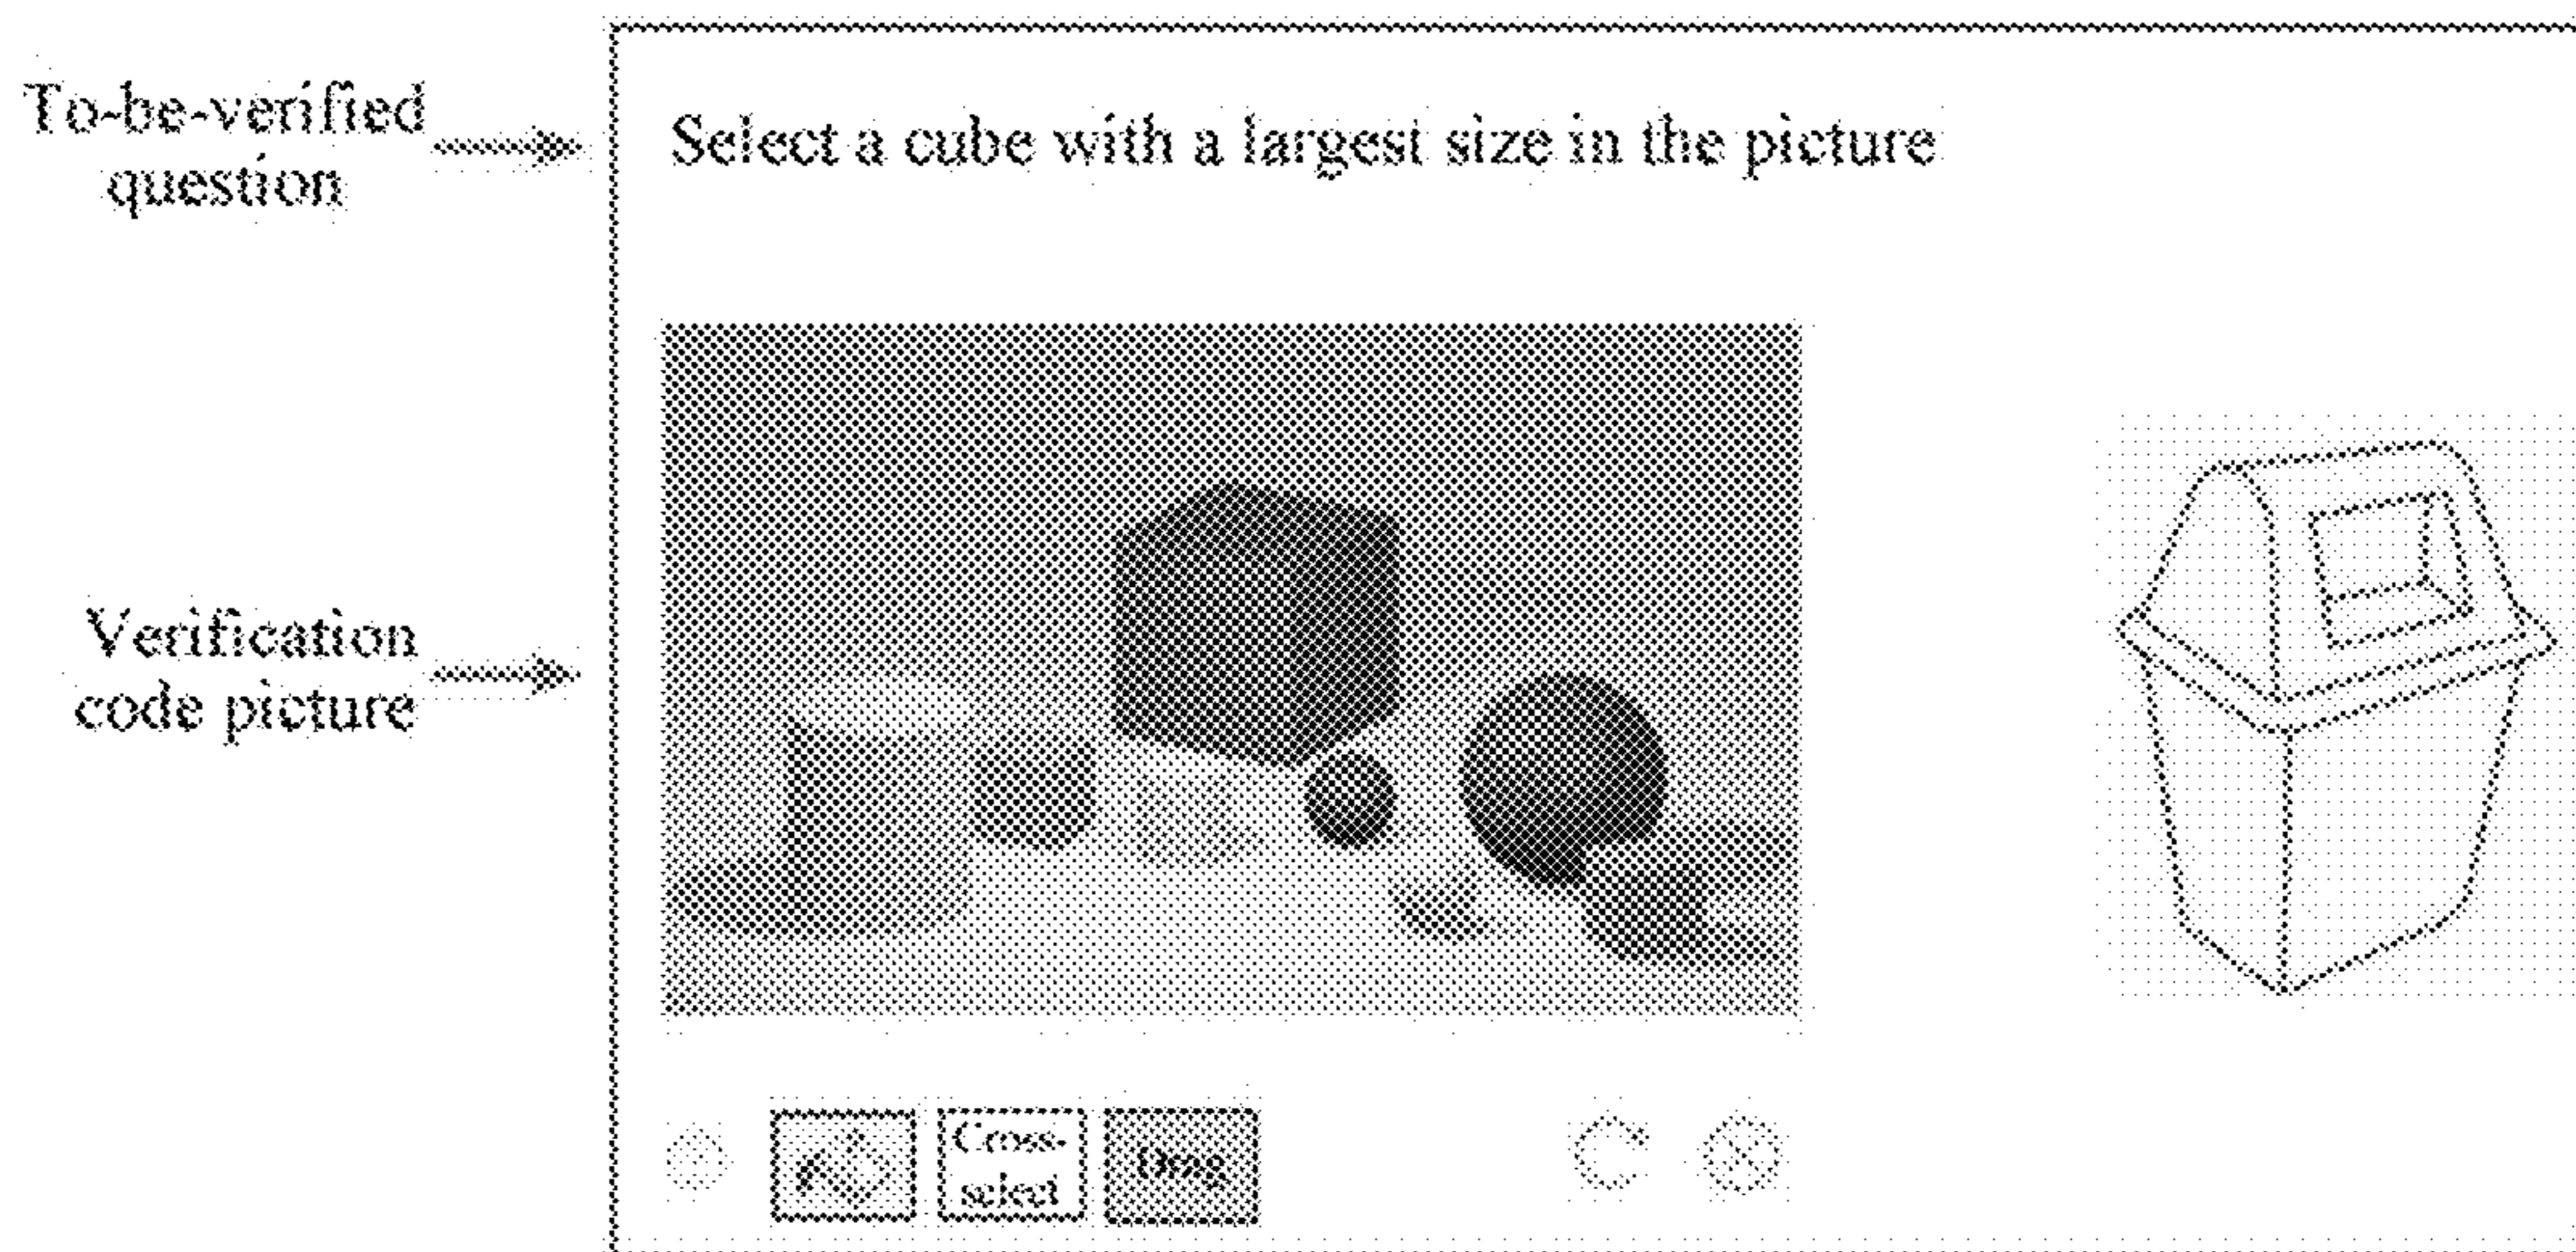 To-be-verified
question
Select a cube with a largest size in the picture
Verification
code picture
Cross-
select
Drag